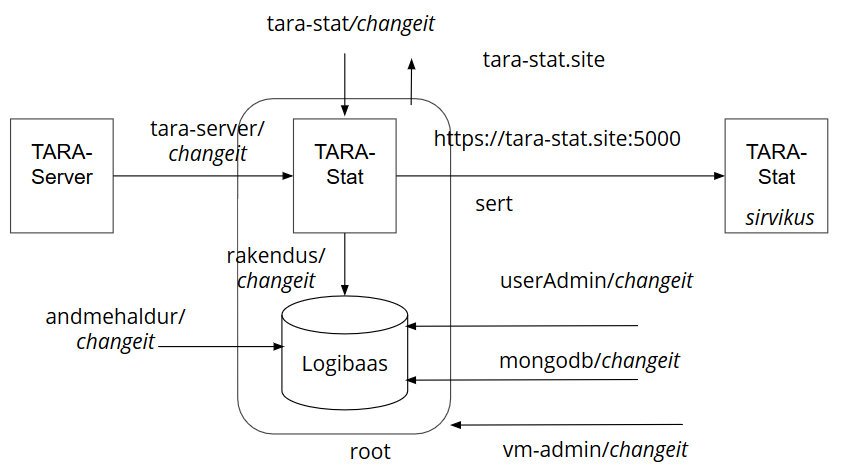 tara-stat/changeit
tara-stat.site
TARA-
Server
tara-server/
changeit
TARA-
Stat
https://tara-stat.site:5000
TARA-
Stat
sirvikus
sert
rakendus/
changeit
userAdmin/changeit
andmehaldur/
changeit
Logibaas
mongodb/changeit
root
vm-admin/changeit